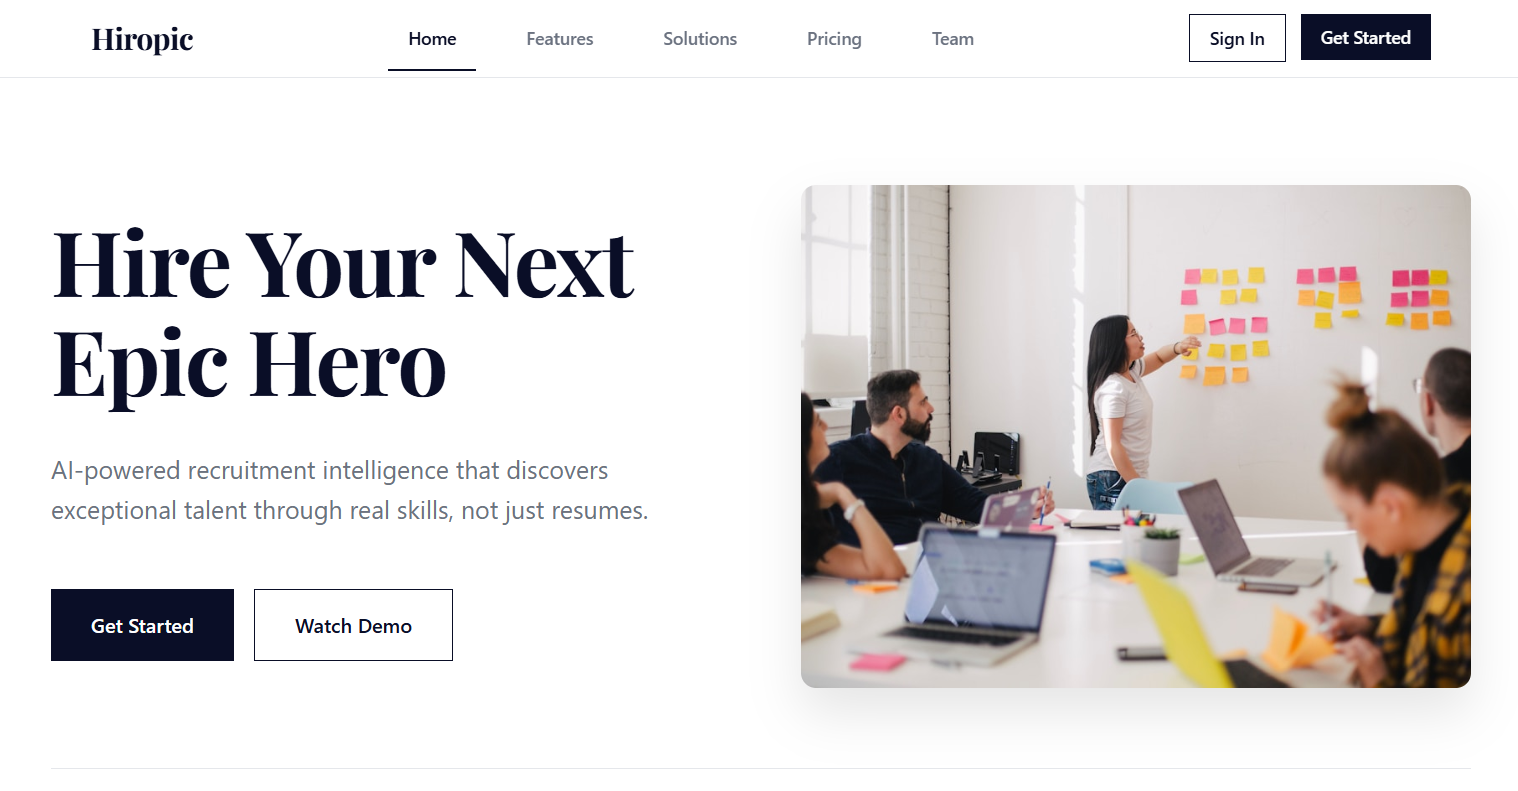 Hiropic
Home
Features
Solutions
Pricing
Team
Sign In
Get Started
Hire Your Next
Epic Hero
AI-powered recruitment intelligence that discovers
exceptional talent through real skills, not just resumes.
Get Started
Watch Demo